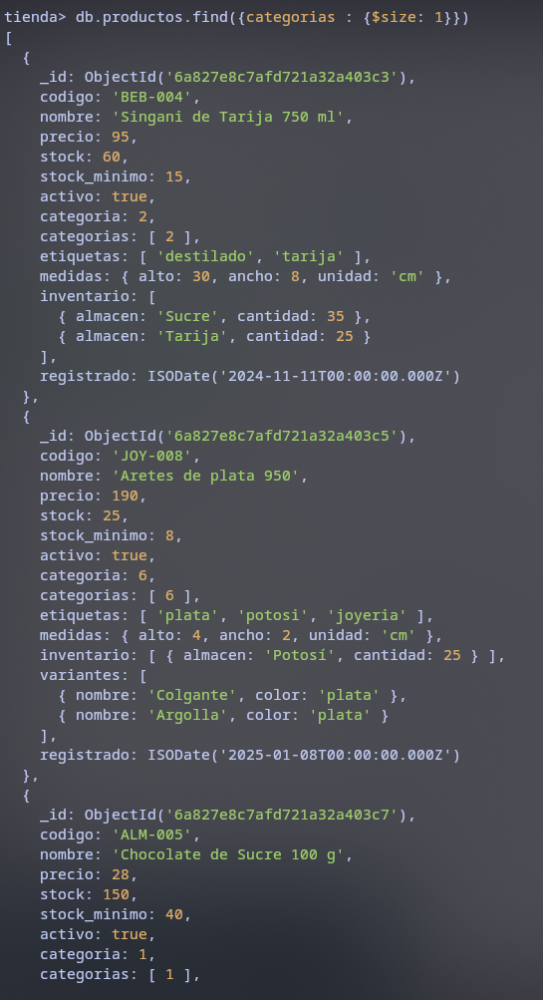 tienda> db.productos.find({categorias : {$size: 1}})
[
  {
    _id: ObjectId('6a827e8c7afd721a32a403c3'),
    codigo: 'BEB-004',
    nombre: 'Singani de Tarija 750 ml',
    precio: 95,
    stock: 60,
    stock_minimo: 15,
    activo: true,
    categoria: 2,
    categorias: [ 2 ],
    etiquetas: [ 'destilado', 'tarija' ],
    medidas: { alto: 30, ancho: 8, unidad: 'cm' },
    inventario: [
      { almacen: 'Sucre', cantidad: 35 },
      { almacen: 'Tarija', cantidad: 25 }
    ],
    registrado: ISODate('2024-11-11T00:00:00.000Z')
  },
  {
    _id: ObjectId('6a827e8c7afd721a32a403c5'),
    codigo: 'JOY-008',
    nombre: 'Aretes de plata 950',
    precio: 190,
    stock: 25,
    stock_minimo: 8,
    activo: true,
    categoria: 6,
    categorias: [ 6 ],
    etiquetas: [ 'plata', 'potosi', 'joyeria' ],
    medidas: { alto: 4, ancho: 2, unidad: 'cm' },
    inventario: [ { almacen: 'Potosi', cantidad: 25 } ],
    variantes: [
      { nombre: 'Colgante', color: 'plata' },
      { nombre: 'Argolla', color: 'plata' }
    ],
    registrado: ISODate('2025-01-08T00:00:00.000Z')
  },
  {
    _id: ObjectId('6a827e8c7afd721a32a403c7'),
    codigo: 'ALM-005',
    nombre: 'Chocolate de Sucre 100 g',
    precio: 28,
    stock: 150,
    stock_minimo: 40,
    activo: true,
    categoria: 1,
    categorias: [ 1 ],